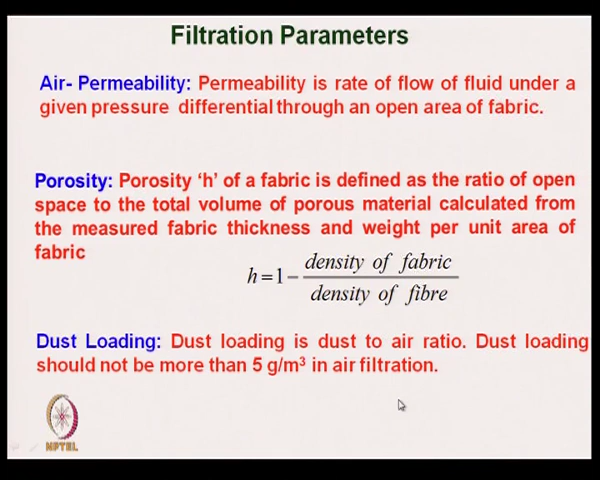 Filtration Parameters
Air- Permeability: Permeability is rate of flow of fluid under a
given pressure differential through an open area of fabric.
Porosity: Porosity ‘h’ of a fabric is defined as the ratio of open
space to the total volume of porous material calculated from
the measured fabric thickness and weight per unit area of
fabric
h = 1 - density of fabric
density of fibre
Dust Loading: Dust loading is dust to air ratio. Dust loading
should not be more than 5 g/m³ in air filtration.
NPTEL